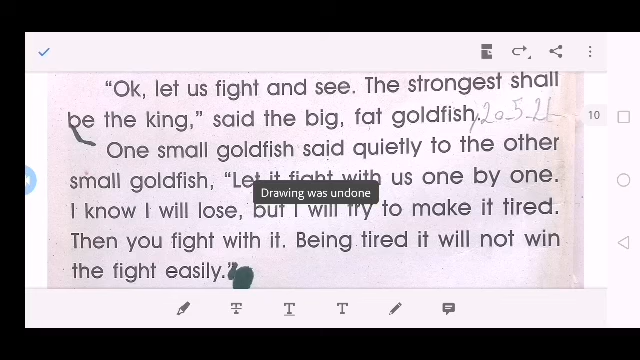 "Ok, let us fight and see. The strongest shall
be the king," said the big, fat goldfish.
10
One small goldfish said quietly to the other
small goldfish, "Let it fight with us one by one.
Drawing was undone
I know I will lose, but I will try to make it tired.
Then you fight with it. Being tired it will not win
the fight easily."
T T T